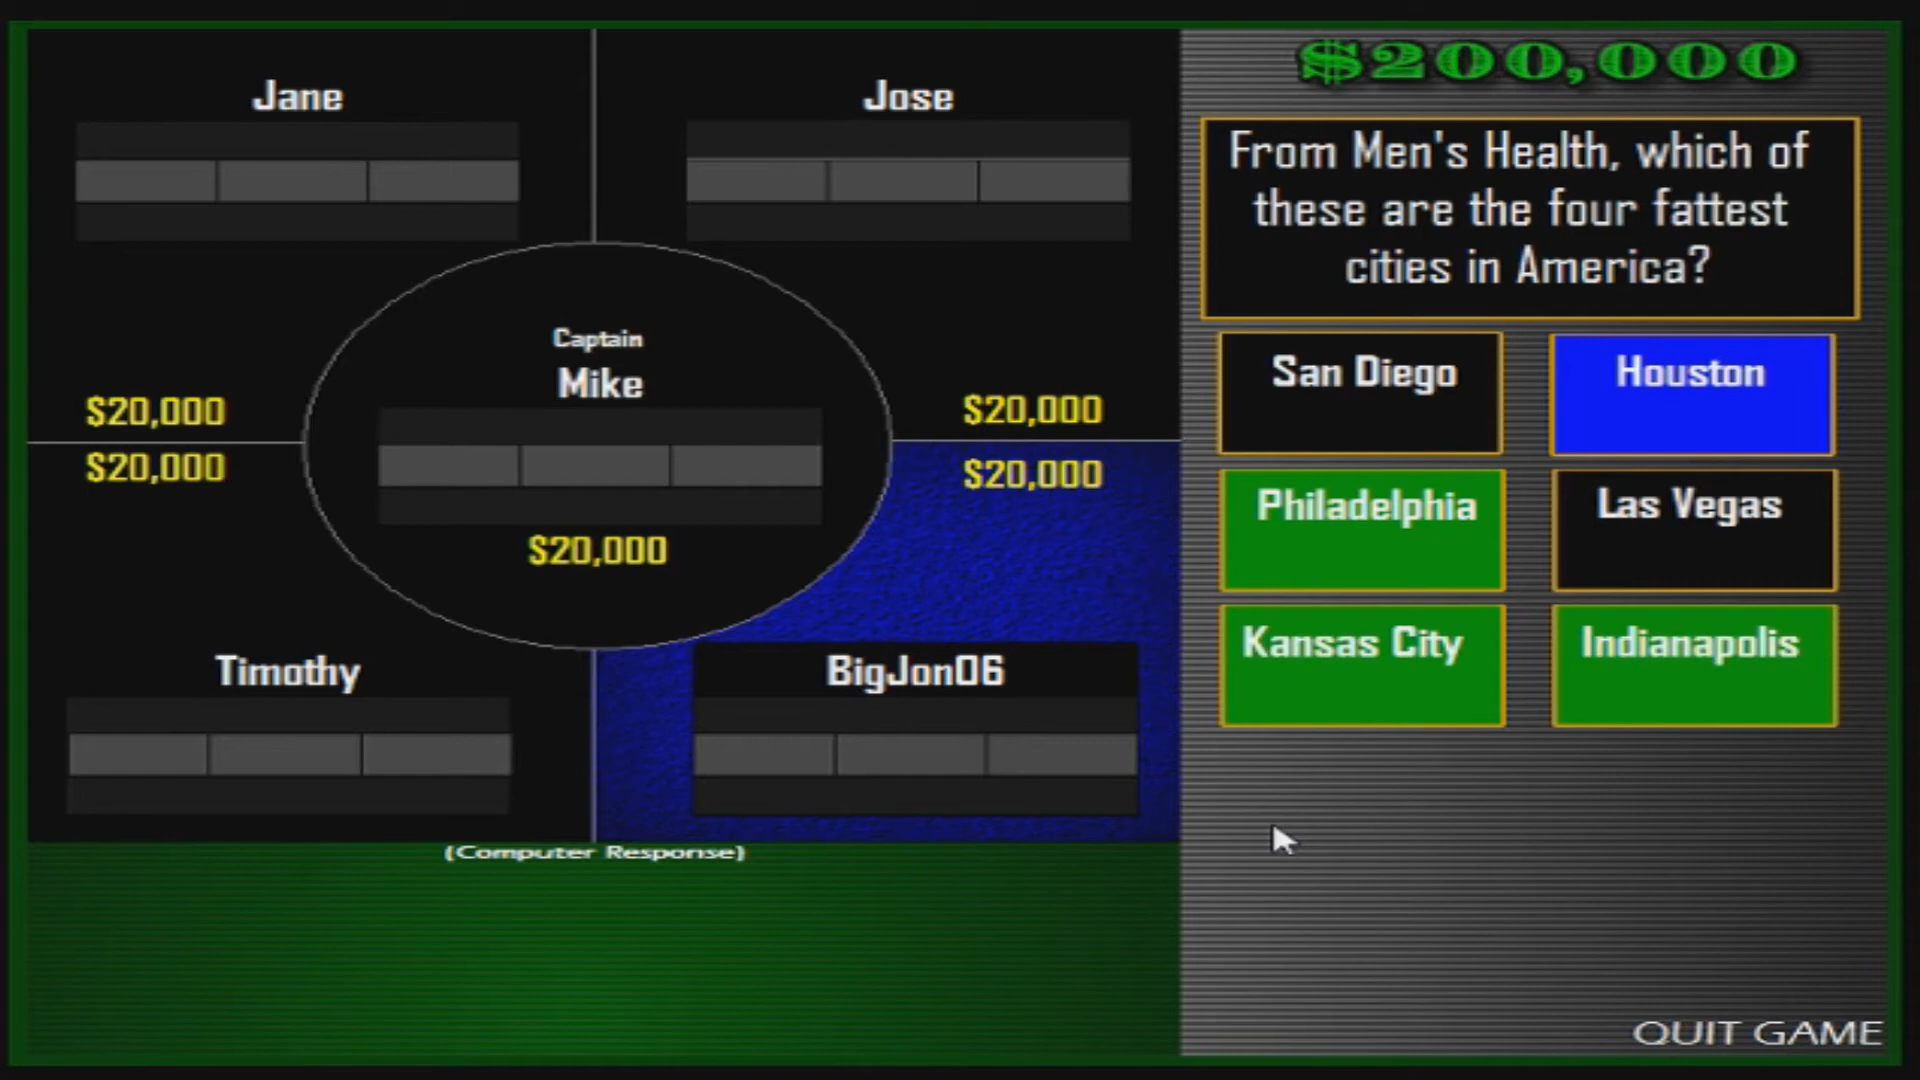 Jane
Jose
$200,000
From Men's Health, which of
these are the four fattest
cities in America?
Captain
Mike
$20,000
$20,000
$20,000
$20,000
$20,000
San Diego
Houston
Philadelphia
Las Vegas
Kansas City
Indianapolis
Timothy
BigJon06
(Computer Response)
QUIT GAME